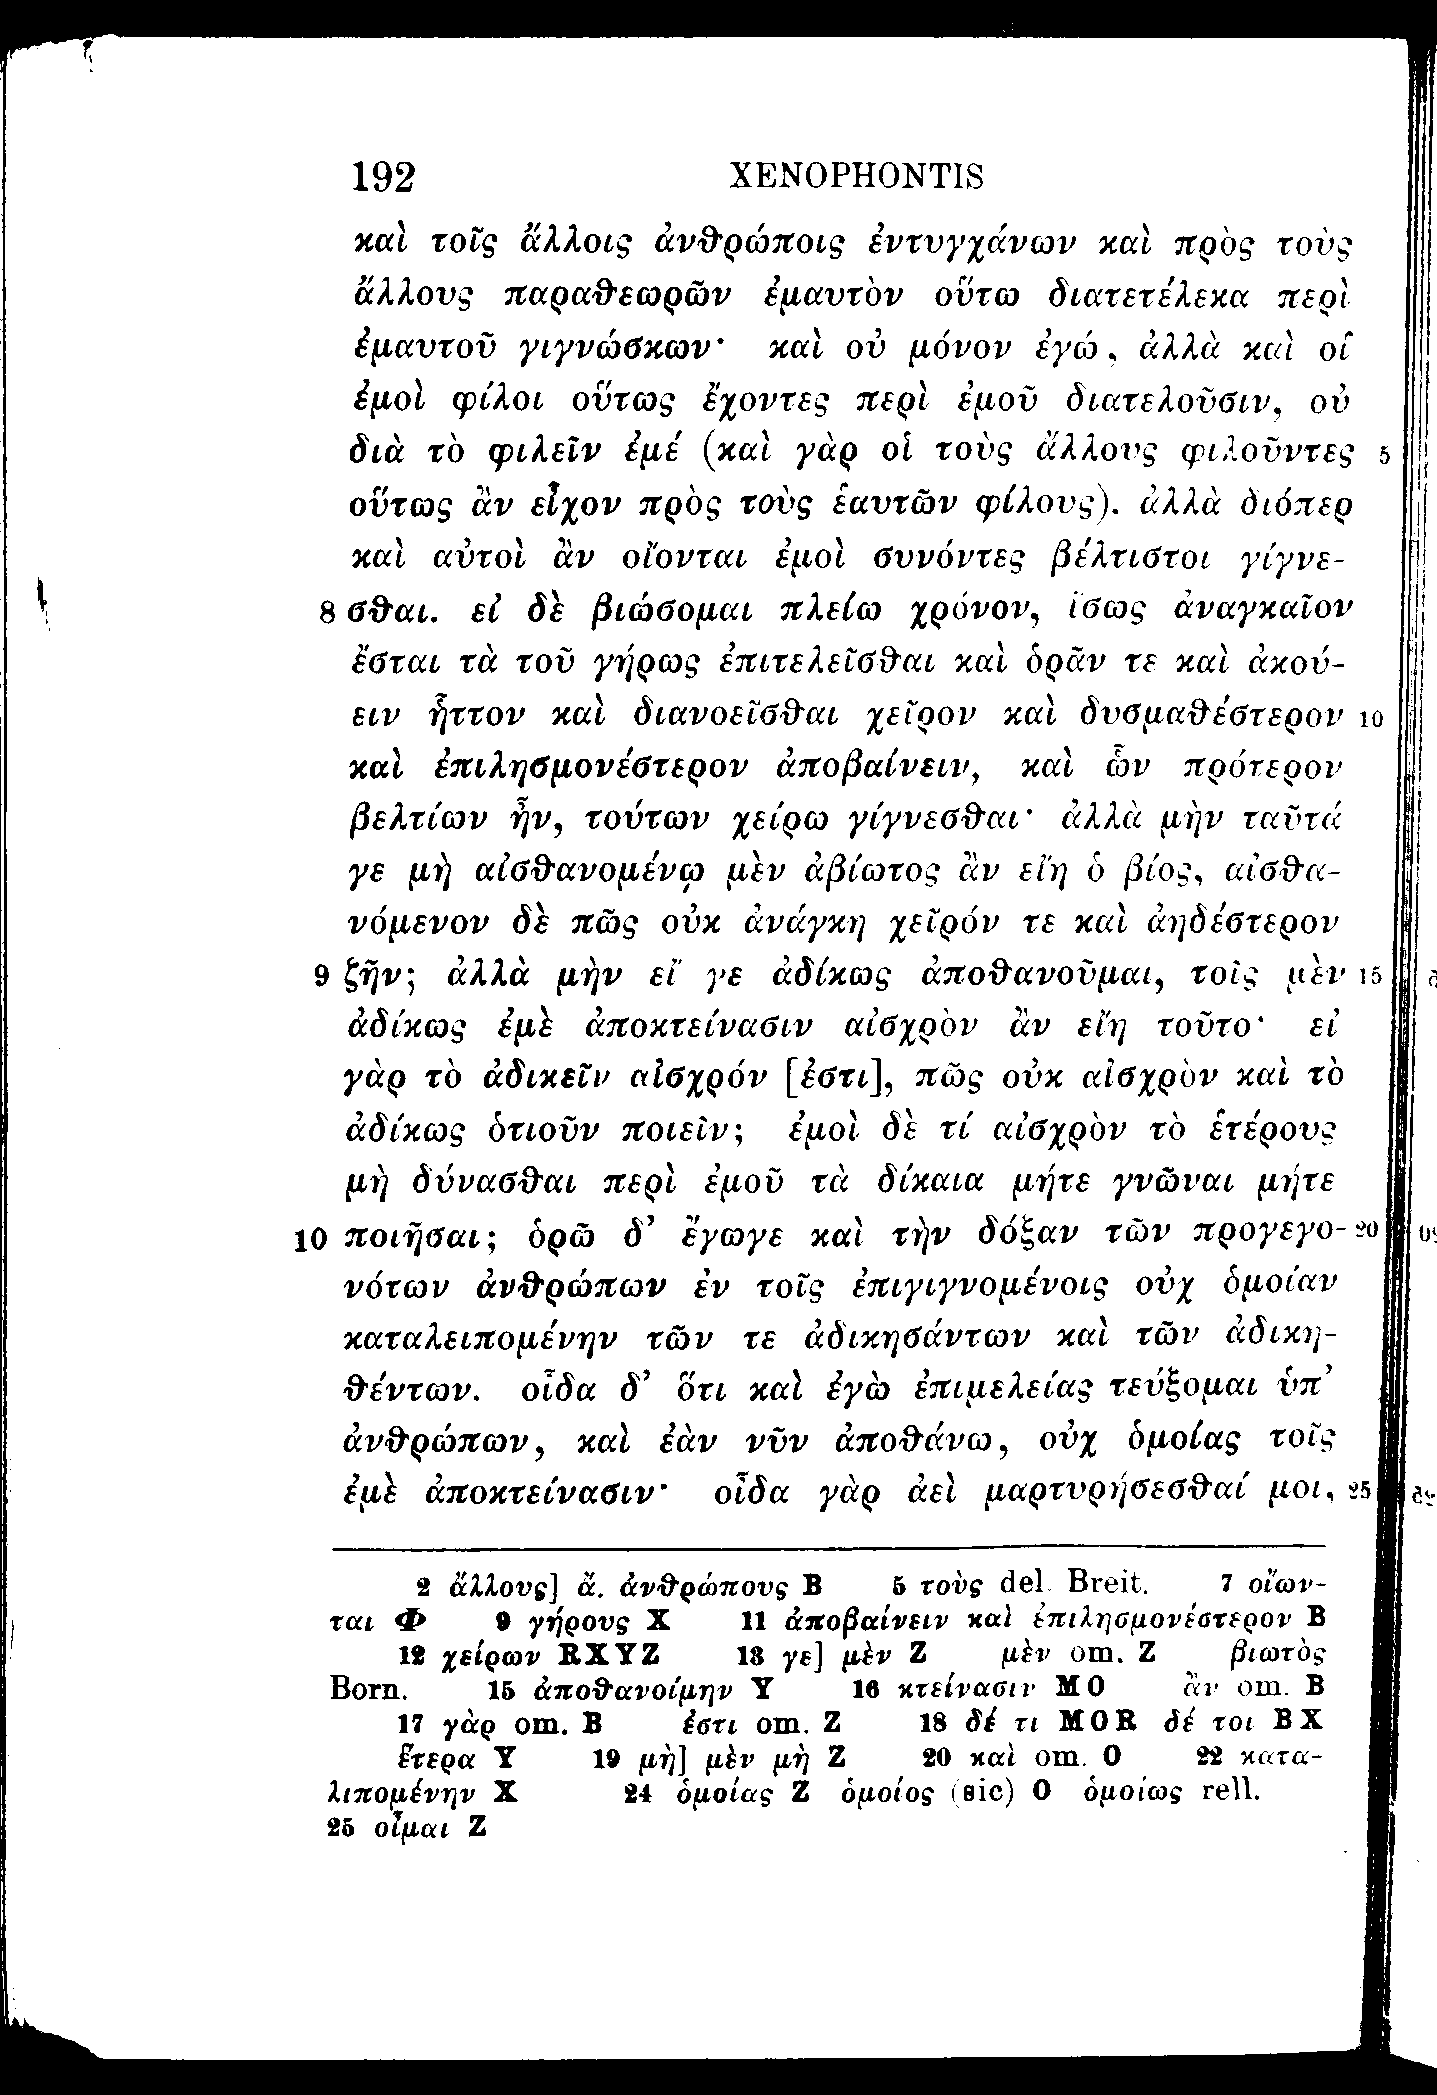 192 XENOPHONTIS
καὶ τοῖς ἄλλοις ἀνθρώποις ἐντυγχάνων καὶ πρὸς τοὺς
ἄλλους παραθεωρῶν ἐμαυτὸν οὕτω διατετέλεκα περὶ
ἐμαυτοῦ γιγνώσκων· καὶ οὐ μόνον ἐγώ, ἀλλὰ καὶ οἱ
ἐμοὶ φίλοι οὕτως ἔχοντες περὶ ἐμοῦ διατελοῦσιν, οὐ
διὰ τὸ φιλεῖν ἐμέ (καὶ γὰρ οἱ τοὺς ἄλλους φιλοῦντες 5
οὕτως ἂν εἶχον πρὸς τοὺς ἑαυτῶν φίλους). ἀλλὰ διόπερ
καὶ αὐτοὶ ἂν οἴονται ἐμοὶ συνόντες βέλτιστοι γίγνε-
8 σθαι. εἰ δὲ βιώσομαι πλείω χρόνον, ἴσως ἀναγκαῖον
ἔσται τὰ τοῦ γήρως ἐπιτελεῖσθαι καὶ ὁρᾶν τε καὶ ἀκού-
ειν ἧττον καὶ διανοεῖσθαι χεῖρον καὶ δυσμαθέστερον 10
καὶ ἐπιλησμονέστερον ἀποβαίνειν, καὶ ὧν πρότερον
βελτίων ἦν, τούτων χείρω γίγνεσθαι· ἀλλὰ μὴν ταῦτά
γε μὴ αἰσθανομένῳ μὲν ἀβίωτος ἂν εἴη ὁ βίος, αἰσθα-
νόμενον δὲ πῶς οὐκ ἀνάγκη χεῖρόν τε καὶ ἀηδέστερον
9 ζῆν; ἀλλὰ μὴν εἴ γε ἀδίκως ἀποθανοῦμαι, τοῖς μὲν 15
ἀδίκως ἐμὲ ἀποκτείνασιν αἰσχρὸν ἂν εἴη τοῦτο· εἰ
γὰρ τὸ ἀδικεῖν αἰσχρόν [ἐστι], πῶς οὐκ αἰσχρὸν καὶ τὸ
ἀδίκως ὁτιοῦν ποιεῖν; ἐμοὶ δὲ τί αἰσχρὸν τὸ ἑτέρους
μὴ δύνασθαι περὶ ἐμοῦ τὰ δίκαια μήτε γνῶναι μήτε
10 ποιῆσαι; ὁρῶ δ’ ἔγωγε καὶ τὴν δόξαν τῶν προγεγο- 20
νότων ἀνθρώπων ἐν τοῖς ἐπιγιγνομένοις οὐχ ὁμοίαν
καταλειπομένην τῶν τε ἀδικησάντων καὶ τῶν ἀδικη-
θέντων. οἶδα δ’ ὅτι καὶ ἐγὼ ἐπιμελείας τεύξομαι ὑπ’
ἀνθρώπων, καὶ ἐὰν νῦν ἀποθάνω, οὐχ ὁμοίας τοῖς
ἐμὲ ἀποκτείνασιν· οἶδα γὰρ ἀεὶ μαρτυρήσεσθαί μοι, 25
2 ἄλλους] ἄ. ἀνθρώπους B 5 τοὺς del. Breit. 7 οἴων-
ται Φ 9 γήρους X 11 ἀποβαίνειν καὶ ἐπιλησμονέστερον B
12 χείρων RXYZ 13 γε] μὲν Z μὲν om. Z βιωτὸς
Born. 15 ἀποθανοίμην Y 16 κτείνασιν MO ἂν om. B
17 γὰρ om. B ἐστι om. Z 18 δέ τι MOR δέ τοι BX
ἕτερα Y 19 μὴ] μὲν μὴ Z 20 καὶ om. O 22 κατα-
λιπομένην X 24 ὁμοίας Z ὁμοίος (sic) O ὁμοίως rell.
25 οἶμαι Z